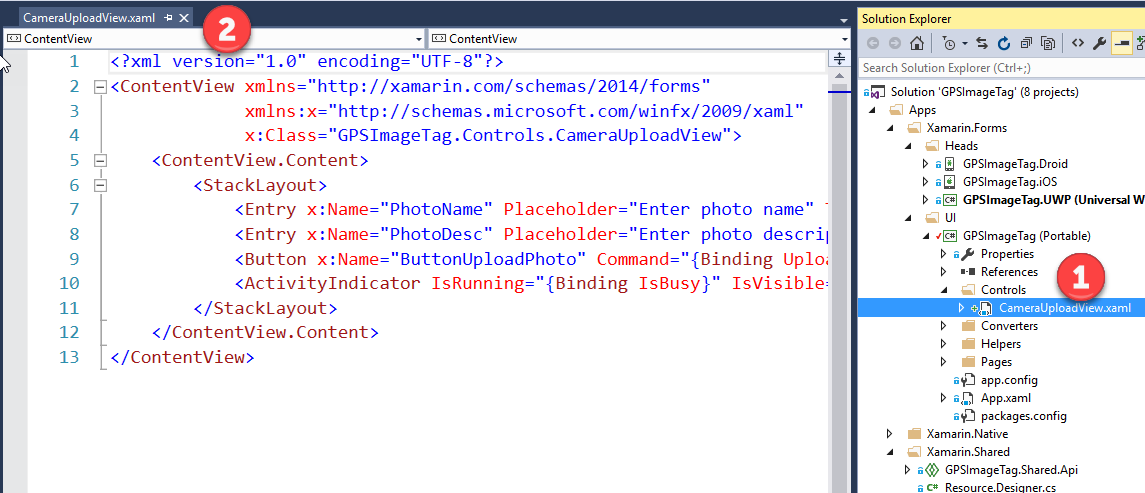 CameraUploadView.xaml
2
ContentView
ContentView
1 <?xml version="1.0" encoding="UTF-8"?>
2 <ContentView xmlns="http://xamarin.com/schemas/2014/forms"
3 xmlns:x="http://schemas.microsoft.com/winfx/2009/xaml"
4 x:Class="GPSImageTag.Controls.CameraUploadView">
5 <ContentView.Content>
6 <StackLayout>
7 <Entry x:Name="PhotoName" Placeholder="Enter photo name"
8 <Entry x:Name="PhotoDesc" Placeholder="Enter photo descrip
9 <Button x:Name="ButtonUploadPhoto" Command="{Binding Uploa
10 <ActivityIndicator IsRunning="{Binding IsBusy}" IsVisible=
11 </StackLayout>
12 </ContentView.Content>
13 </ContentView>
Solution Explorer
Search Solution Explorer (Ctrl+;)
Solution 'GPSImageTag' (8 projects)
Apps
Xamarin.Forms
Heads
GPSImageTag.Droid
GPSImageTag.iOS
C# GPSImageTag.UWP (Universal W
UI
C# GPSImageTag (Portable)
Properties
References
Controls
1
CameraUploadView.xaml
Converters
Helpers
Pages
app.config
App.xaml
packages.config
Xamarin.Native
Xamarin.Shared
GPSImageTag.Shared.Api
C# Resource.Designer.cs